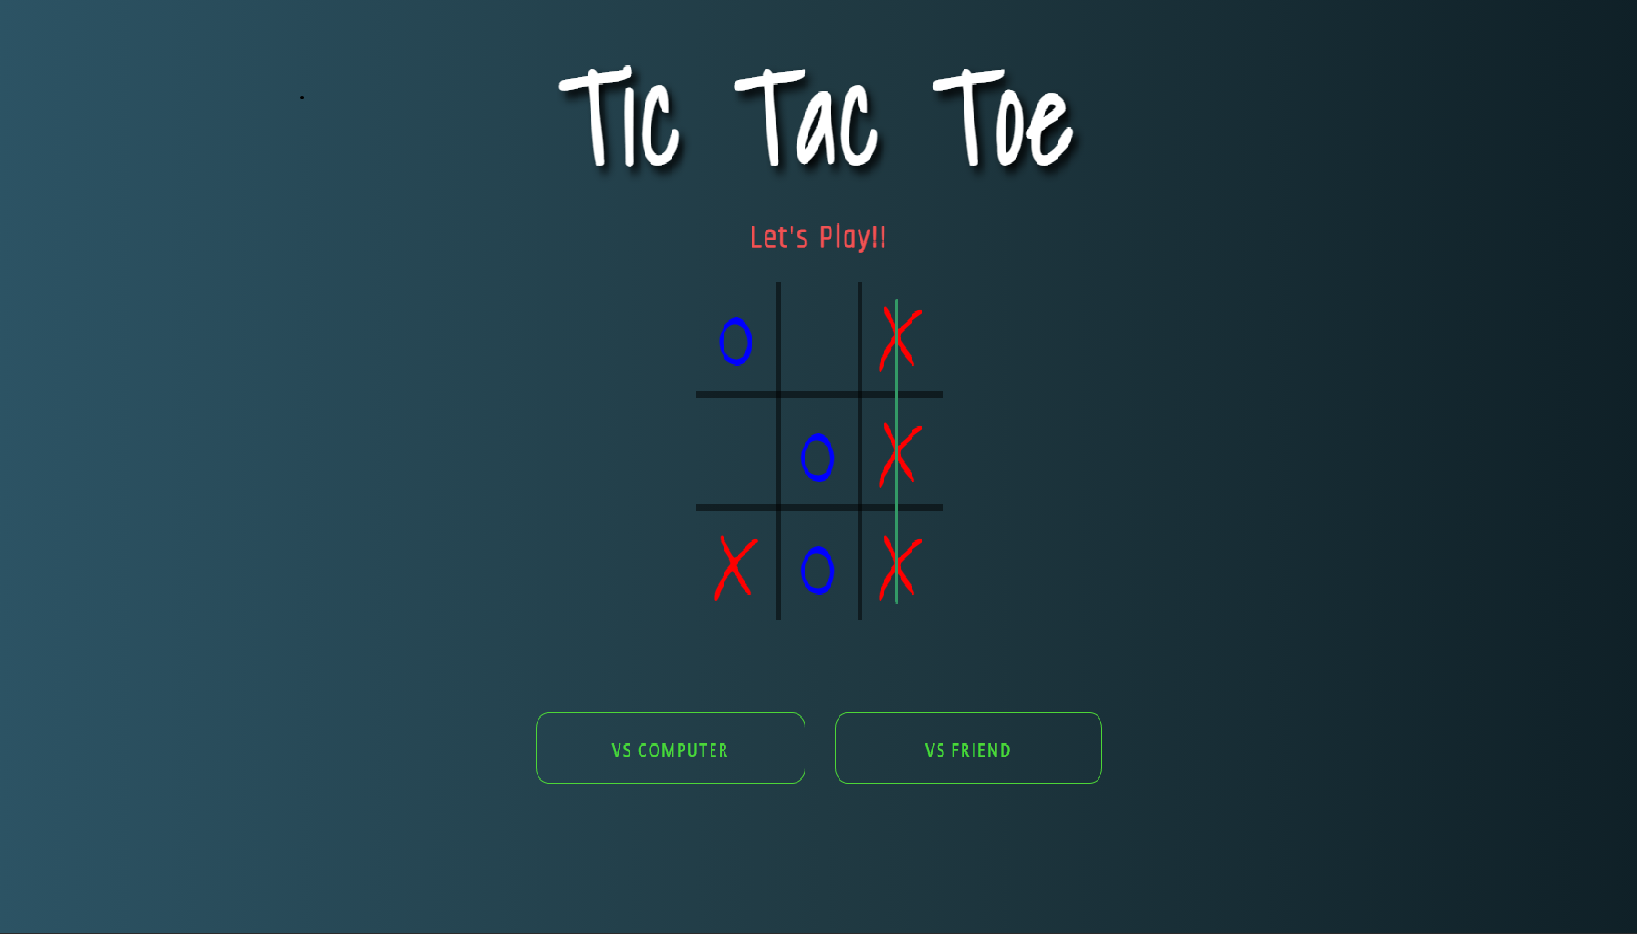 Tic Tac Toe
Let's Play!!
O X
O X
X O X
VS COMPUTER
VS FRIEND